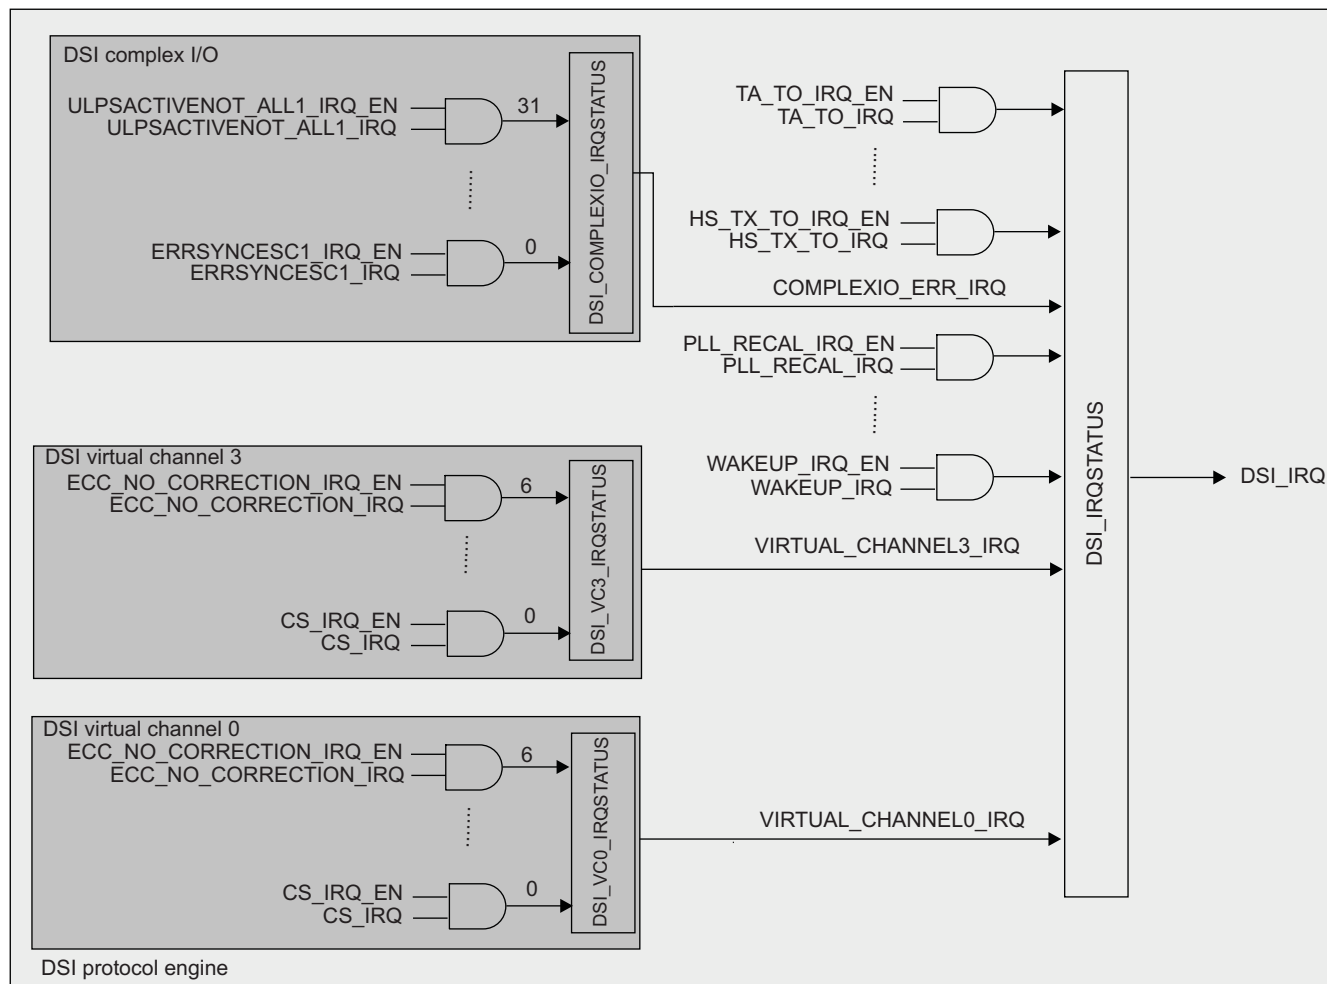 DSI complex I/O
ULPSACTIVENOT_ALL1_IRQ_EN
ULPSACTIVENOT_ALL1_IRQ
31
ERRSYNCESC1_IRQ_EN
ERRSYNCESC1_IRQ
0
DSI_COMPLEXIO_IRQSTATUS
TA_TO_IRQ_EN
TA_TO_IRQ
HS_TX_TO_IRQ_EN
HS_TX_TO_IRQ
COMPLEXIO_ERR_IRQ
PLL_RECAL_IRQ_EN
PLL_RECAL_IRQ
WAKEUP_IRQ_EN
WAKEUP_IRQ
DSI virtual channel 3
ECC_NO_CORRECTION_IRQ_EN
ECC_NO_CORRECTION_IRQ
6
CS_IRQ_EN
CS_IRQ
0
DSI_VC3_IRQSTATUS
VIRTUAL_CHANNEL3_IRQ
DSI virtual channel 0
ECC_NO_CORRECTION_IRQ_EN
ECC_NO_CORRECTION_IRQ
6
CS_IRQ_EN
CS_IRQ
0
DSI_VC0_IRQSTATUS
VIRTUAL_CHANNEL0_IRQ
DSI_IRQSTATUS
DSI_IRQ
DSI protocol engine